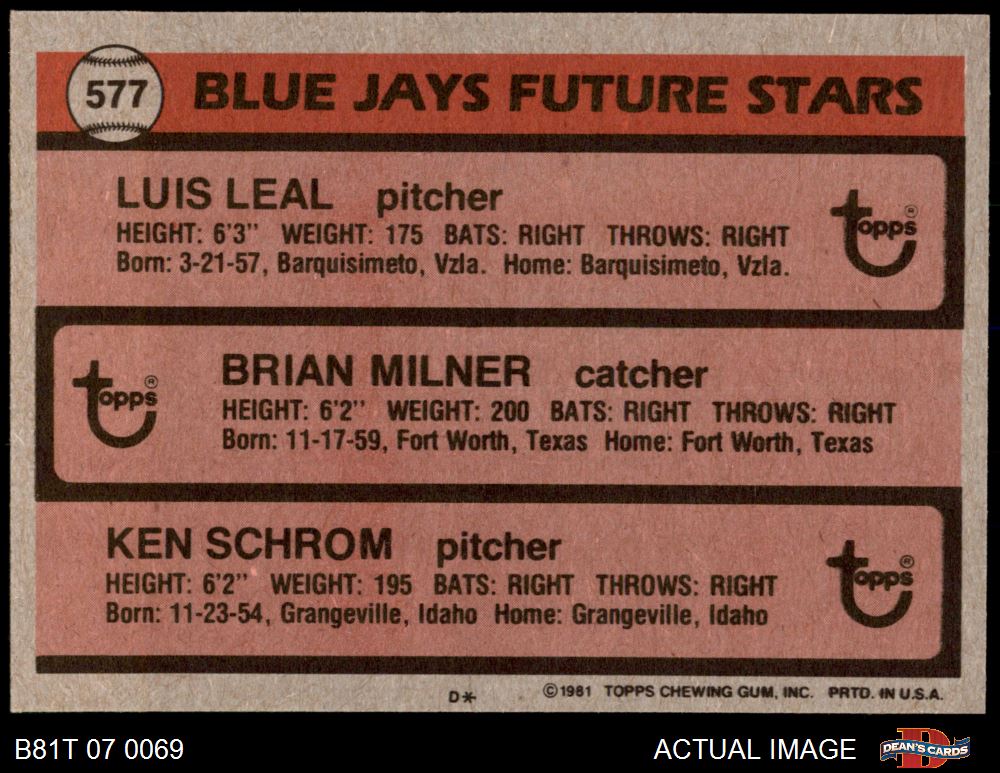 577 BLUE JAYS FUTURE STARS
LUIS LEAL pitcher
HEIGHT: 6'3" WEIGHT: 175 BATS: RIGHT THROWS: RIGHT
Born: 3-21-57, Barquisimeto, Vzla. Home: Barquisimeto, Vzla.
topps ®
BRIAN MILNER catcher
HEIGHT: 6'2" WEIGHT: 200 BATS: RIGHT THROWS: RIGHT
Born: 11-17-59, Fort Worth, Texas Home: Fort Worth, Texas
topps ®
KEN SCHROM pitcher
HEIGHT: 6'2" WEIGHT: 195 BATS: RIGHT THROWS: RIGHT
Born: 11-23-54, Grangeville, Idaho Home: Grangeville, Idaho
topps ®
D* ©1981 TOPPS CHEWING GUM, INC. PRTD. IN U.S.A.
B81T 07 0069 ACTUAL IMAGE DEAN'S CARDS